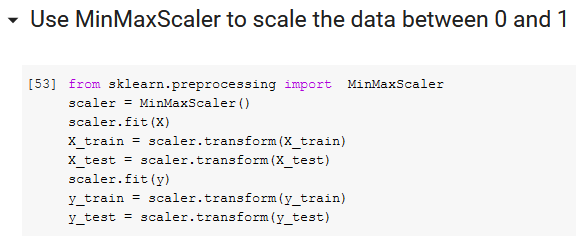 Use MinMaxScaler to scale the data between 0 and 1
[53] from sklearn.preprocessing import  MinMaxScaler
scaler = MinMaxScaler()
scaler.fit(X)
X_train = scaler.transform(X_train)
X_test = scaler.transform(X_test)
scaler.fit(y)
y_train = scaler.transform(y_train)
y_test = scaler.transform(y_test)